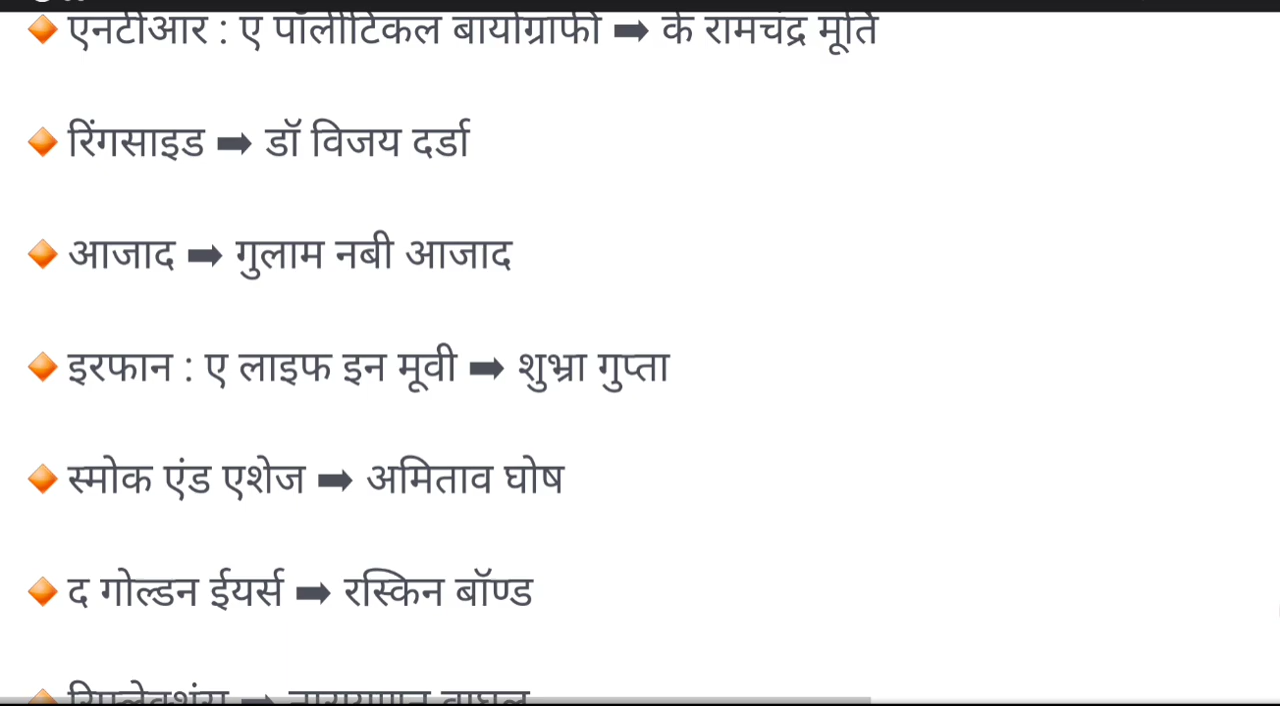 🔸 एनटीआर : ए पॉलीटिकल बायोग्राफी ➡ के रामचंद्र मूर्ति
🔸 रिंगसाइड ➡ डॉ विजय दर्डा
🔸 आजाद ➡ गुलाम नबी आजाद
🔸 इरफान : ए लाइफ इन मूवी ➡ शुभ्रा गुप्ता
🔸 स्मोक एंड एशेज ➡ अमिताव घोष
🔸 द गोल्डन ईयर्स ➡ रस्किन बॉण्ड